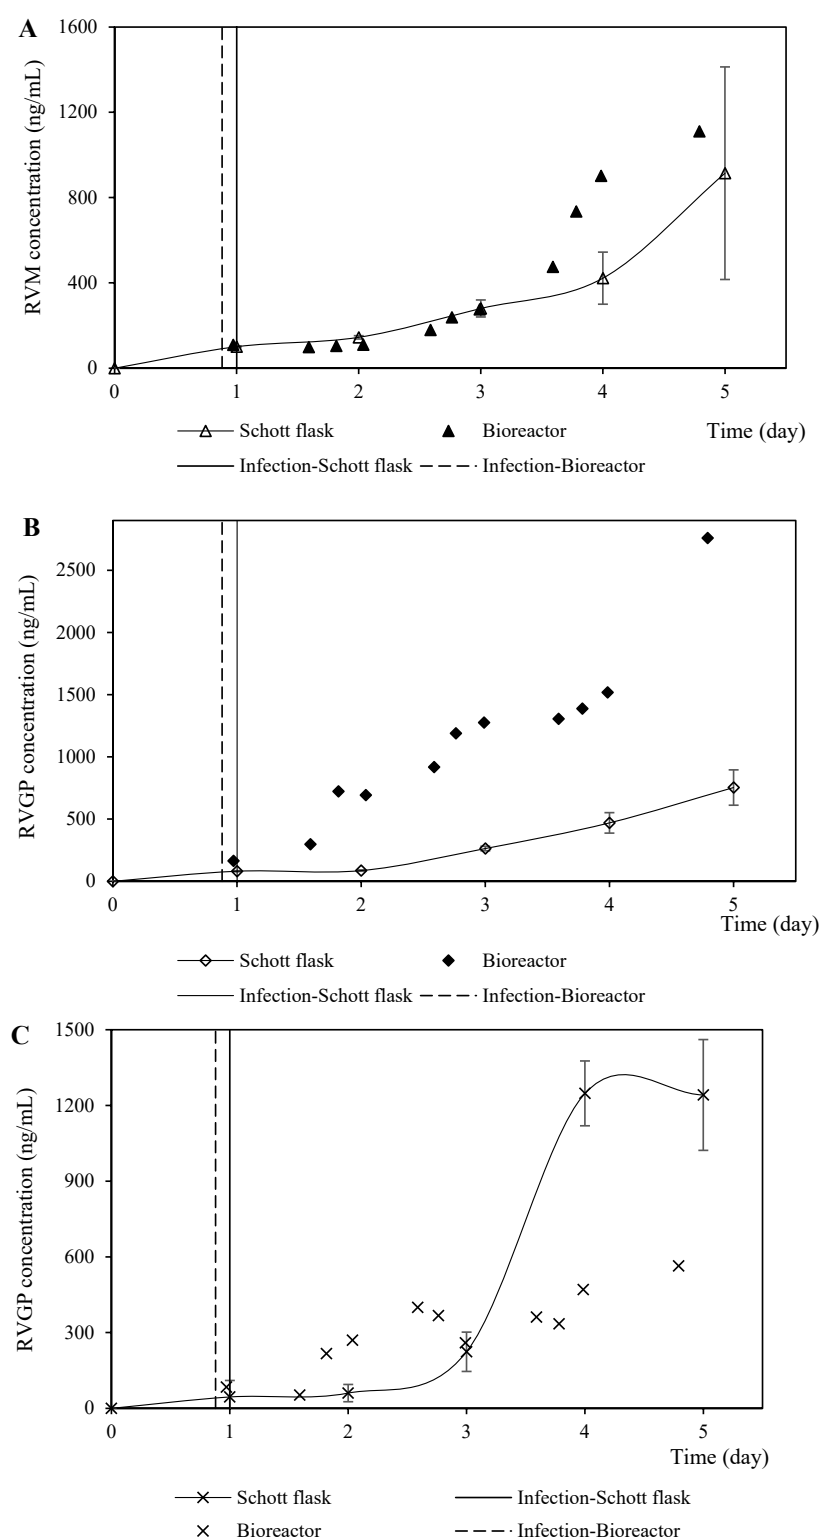 A
RVM concentration (ng/mL)
1600
1200
800
400
0
0 1 2 3 4 5
Time (day)
Schott flask Bioreactor
Infection-Schott flask Infection-Bioreactor
B
RVGP concentration (ng/mL)
2500
2000
1500
1000
500
0
0 1 2 3 4 5
Time (day)
Schott flask Bioreactor
Infection-Schott flask Infection-Bioreactor
C
RVGP concentration (ng/mL)
1500
1200
900
600
300
0
0 1 2 3 4 5
Time (day)
Schott flask Infection-Schott flask
Bioreactor Infection-Bioreactor